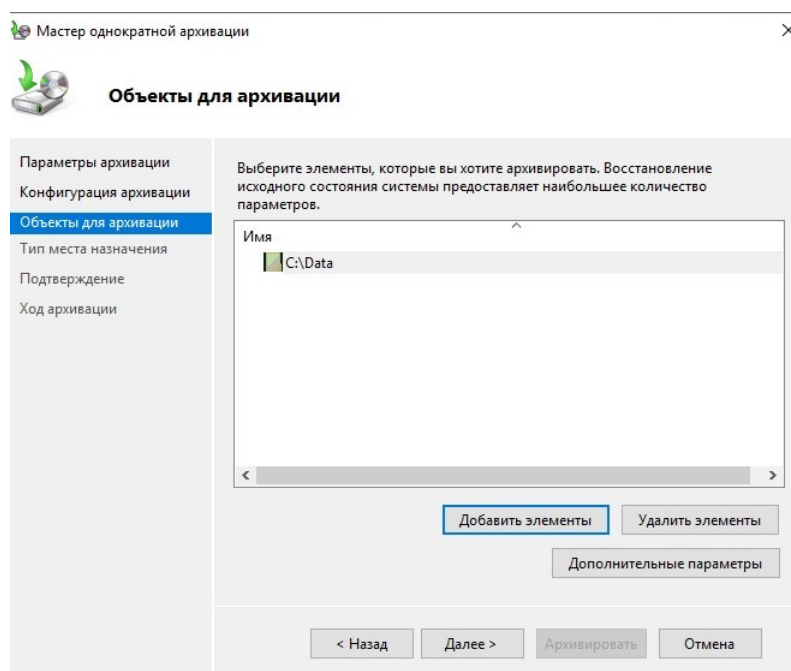 Мастер однократной архивации
Объекты для архивации
Параметры архивации
Конфигурация архивации
Объекты для архивации
Тип места назначения
Подтверждение
Ход архивации
Выберите элементы, которые вы хотите архивировать. Восстановление
исходного состояния системы предоставляет наибольшее количество
параметров.
Имя
C:\Data
Добавить элементы
Удалить элементы
Дополнительные параметры
< Назад
Далее >
Архивировать
Отмена